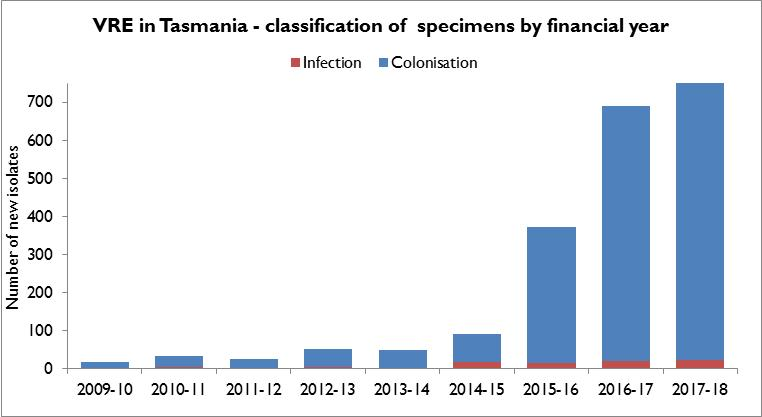 VRE in Tasmania - classification of specimens by financial year
Infection Colonisation
Number of new isolates
700
600
500
400
300
200
100
0
2009-10 2010-11 2011-12 2012-13 2013-14 2014-15 2015-16 2016-17 2017-18